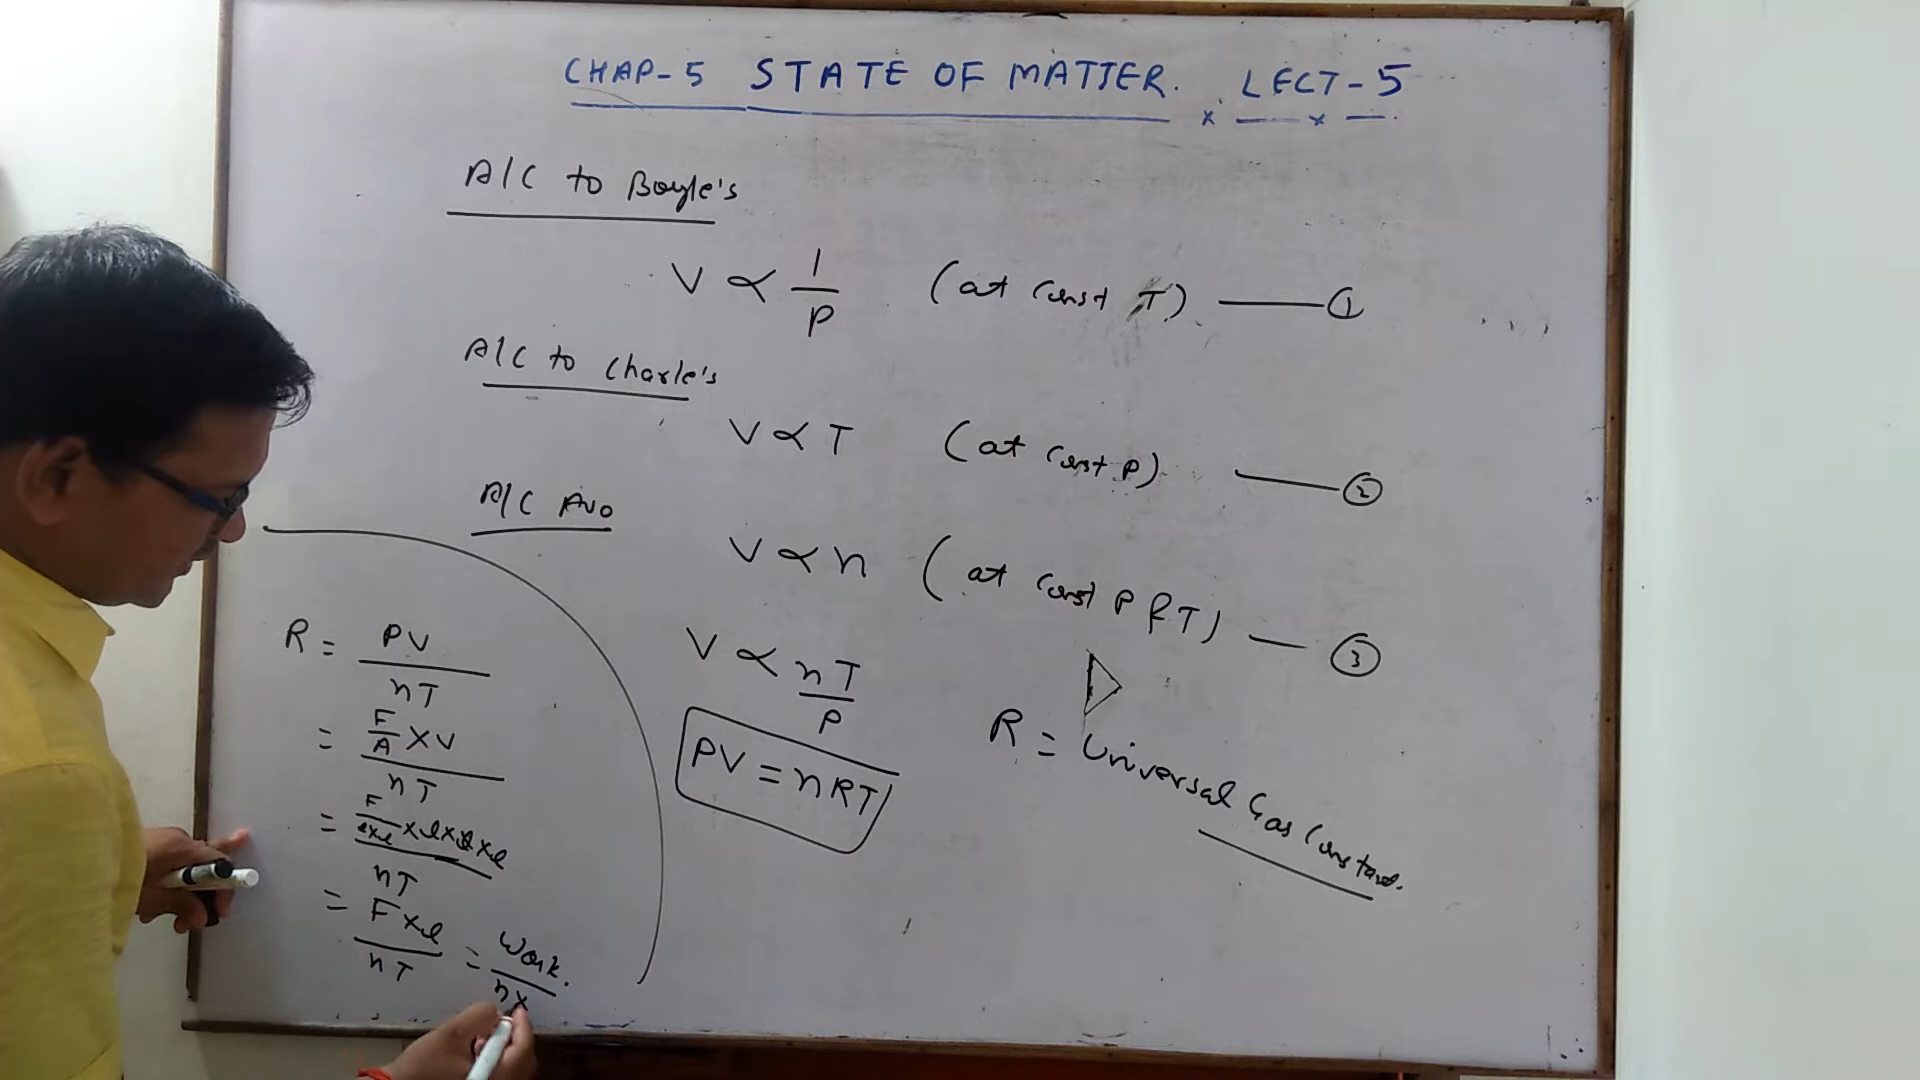 CHAP-5 STATE OF MATTER. LECT-5
A/C to Boyle's
V ∝ 1/P (at const T) —— ①
A/C to Charle's
V ∝ T (at const P) —— ②
A/C Avo
V ∝ n (at const P & T) — ③
V ∝ nT/P
PV = nRT
R = Universal Gas Constant.
R = PV/nT
= F/A × V / nT
= F/l×l × l × l × l / nT
= F × l / nT = Work. / n×